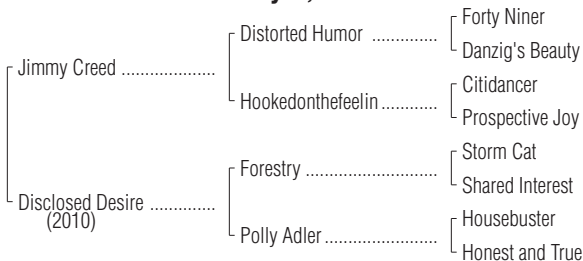 Forty Niner
Distorted Humor ..............
Danzig's Beauty
Jimmy Creed ....................
Citidancer
Hookedonthefeelin ............
Prospective Joy
Storm Cat
Forestry ............................
Shared Interest
Disclosed Desire ..............
(2010)
Housebuster
Polly Adler ........................
Honest and True